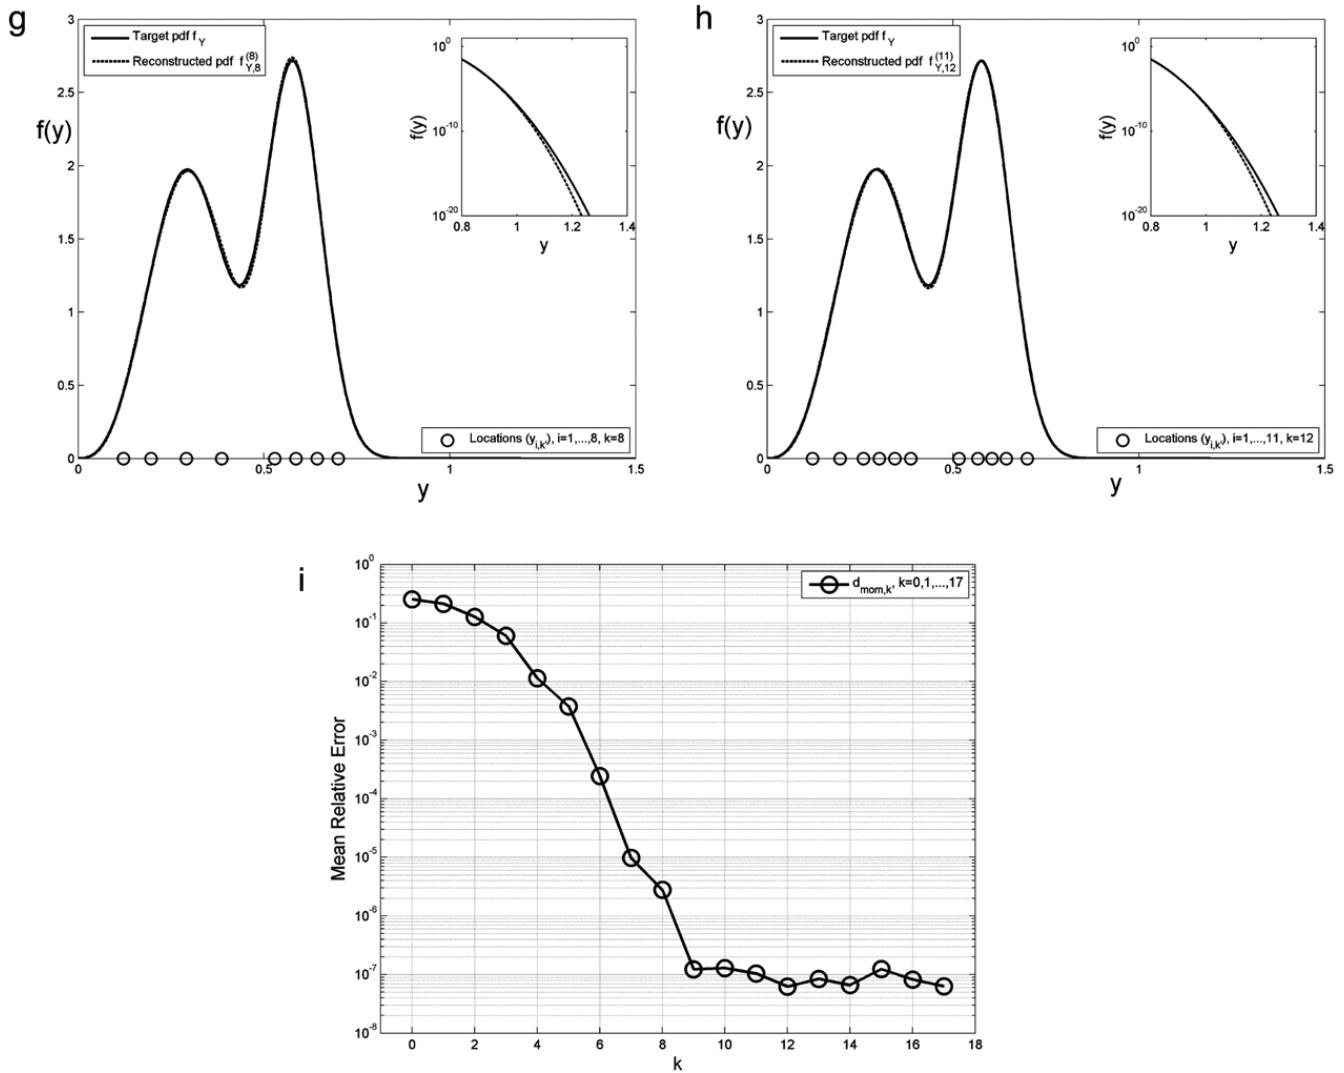 g
Target pdf f_Y
Reconstructed pdf f_{Y,8}^{(8)}
3
2.5
2
1.5
1
0.5
0
f(y)
0
0.5
1
1.5
y
10^0
10^-10
10^-20
f(y)
0.8
1
1.2
1.4
y
Locations (y_{i,k}), i=1,...,8, k=8
h
Target pdf f_Y
Reconstructed pdf f_{Y,12}^{(11)}
3
2.5
2
1.5
1
0.5
0
f(y)
0
0.5
1
1.5
y
10^0
10^-10
10^-20
f(y)
0.8
1
1.2
1.4
y
Locations (y_{i,k}), i=1,...,11, k=12
i
d_{mom,k}, k=0,1,...,17
10^0
10^-1
10^-2
10^-3
10^-4
10^-5
10^-6
10^-7
10^-8
Mean Relative Error
0
2
4
6
8
10
12
14
16
18
k